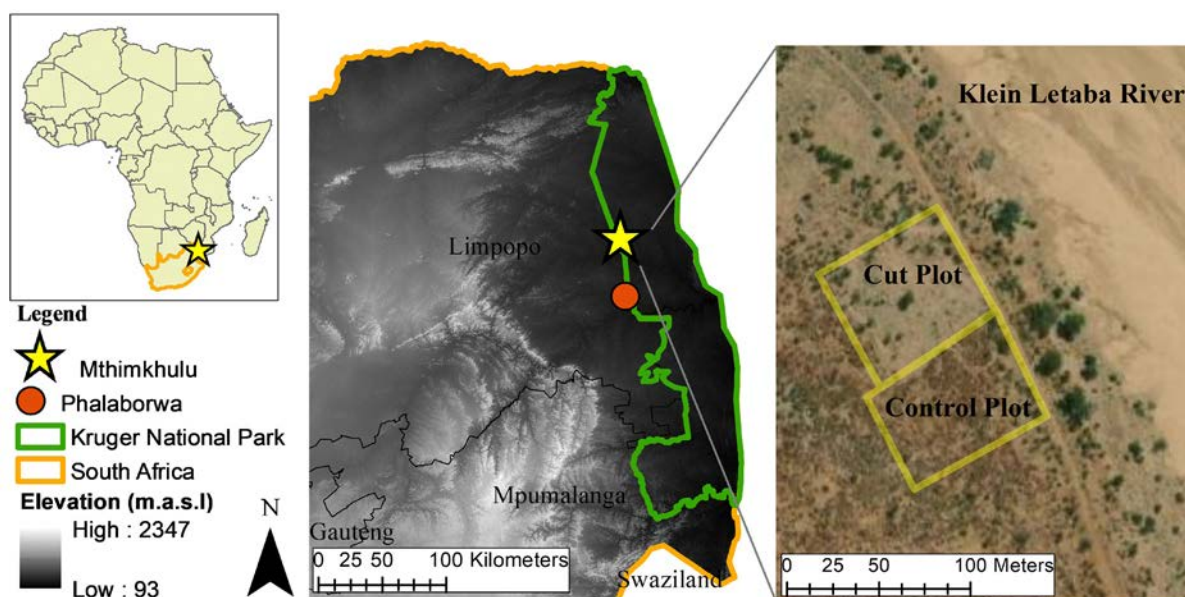 Legend
Mthimkhulu
Phalaborwa
Kruger National Park
South Africa
Elevation (m.a.s.l)
High : 2347
Low : 93
N
Limpopo
Mpumalanga
Gauteng
0 25 50 100 Kilometers
Swaziland
Klein Letaba River
Cut Plot
Control Plot
0 25 50 100 Meters